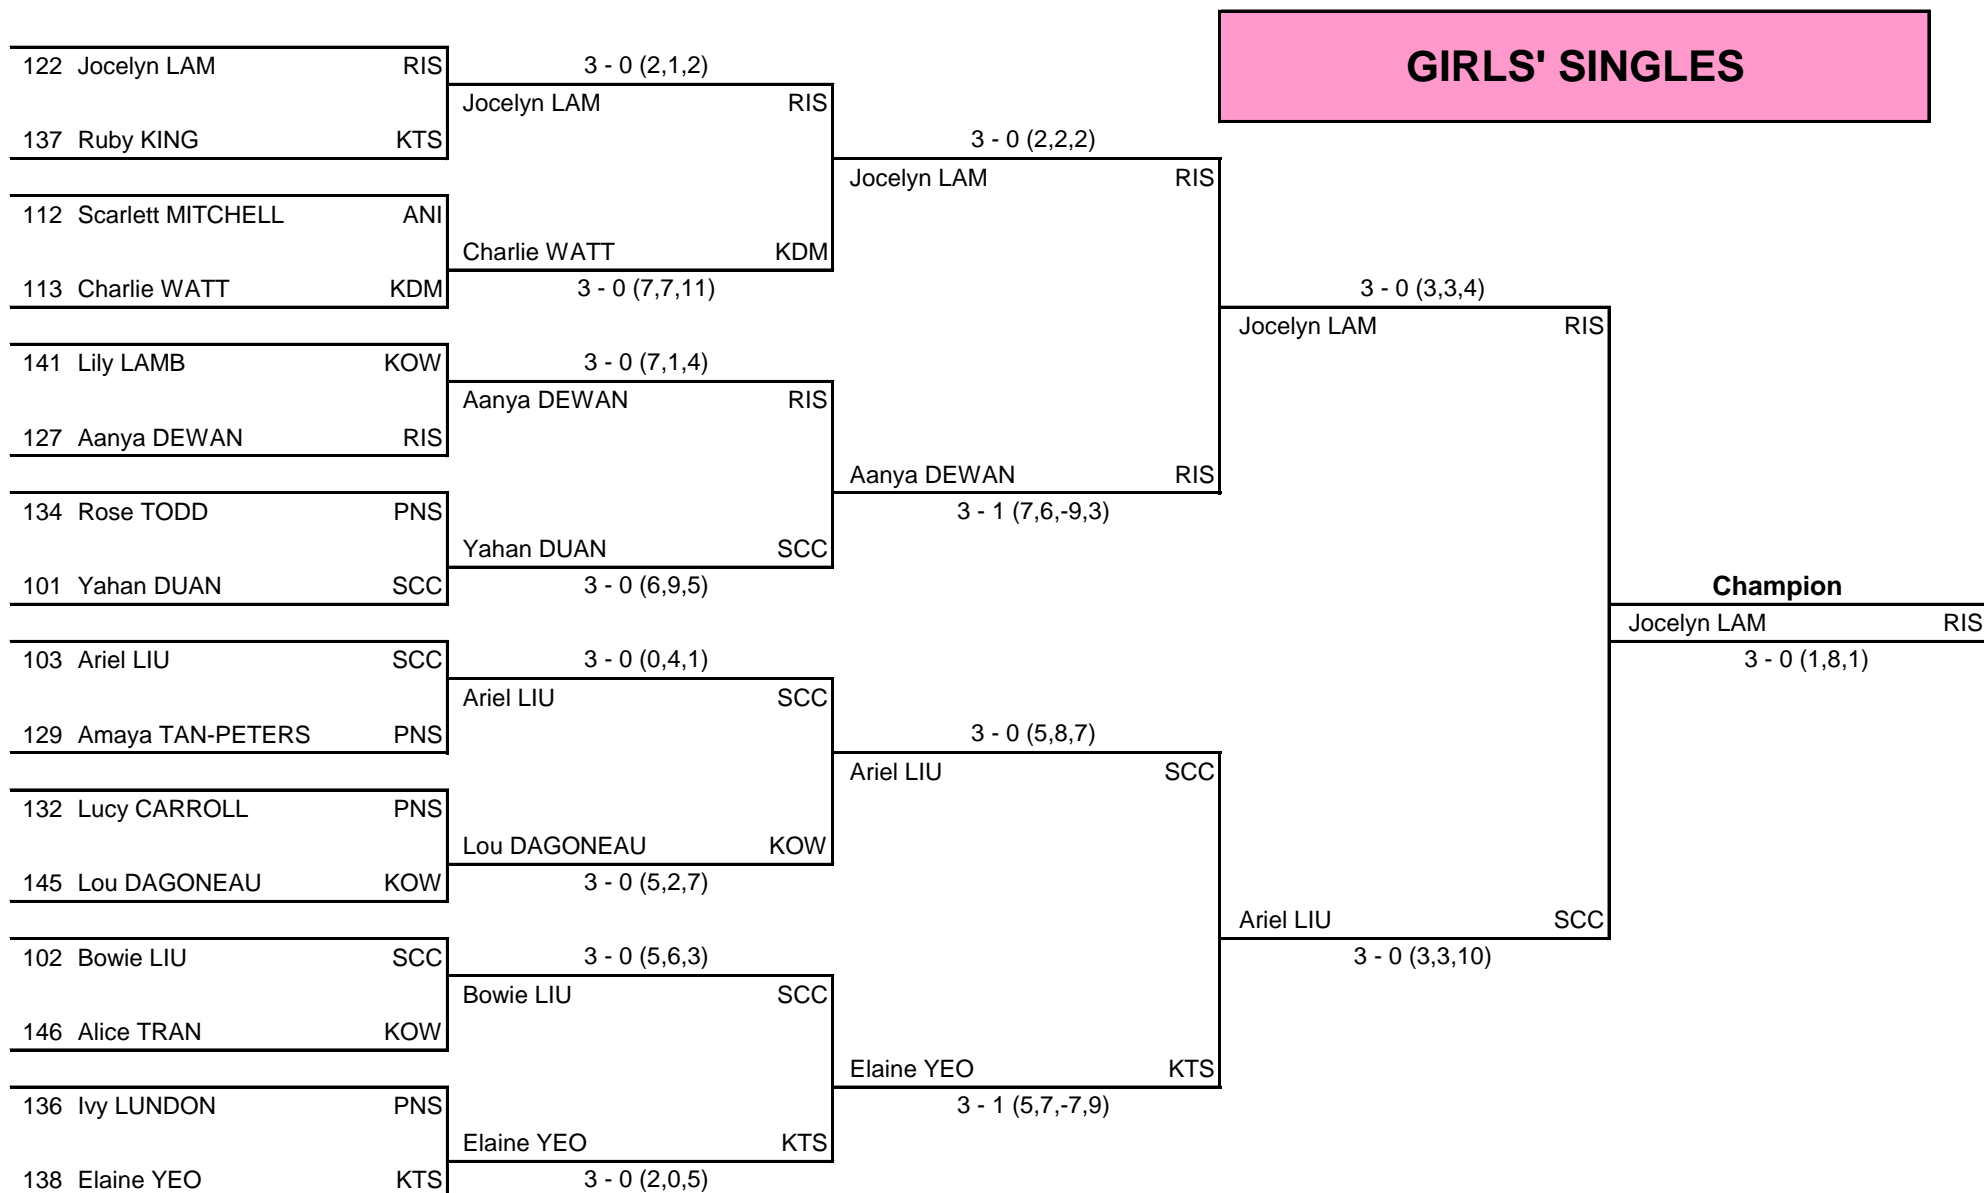 GIRLS' SINGLES
122 Jocelyn LAM RIS
137 Ruby KING KTS
112 Scarlett MITCHELL ANI
113 Charlie WATT KDM
141 Lily LAMB KOW
127 Aanya DEWAN RIS
134 Rose TODD PNS
101 Yahan DUAN SCC
103 Ariel LIU SCC
129 Amaya TAN-PETERS PNS
132 Lucy CARROLL PNS
145 Lou DAGONEAU KOW
102 Bowie LIU SCC
146 Alice TRAN KOW
136 Ivy LUNDON PNS
138 Elaine YEO KTS
3 - 0 (2,1,2)
Jocelyn LAM RIS
Charlie WATT KDM
3 - 0 (7,7,11)
3 - 0 (7,1,4)
Aanya DEWAN RIS
Yahan DUAN SCC
3 - 0 (6,9,5)
3 - 0 (0,4,1)
Ariel LIU SCC
Lou DAGONEAU KOW
3 - 0 (5,2,7)
3 - 0 (5,6,3)
Bowie LIU SCC
Elaine YEO KTS
3 - 0 (2,0,5)
3 - 0 (2,2,2)
Jocelyn LAM RIS
Aanya DEWAN RIS
3 - 1 (7,6,-9,3)
3 - 0 (5,8,7)
Ariel LIU SCC
Elaine YEO KTS
3 - 1 (5,7,-7,9)
3 - 0 (3,3,4)
Jocelyn LAM RIS
Ariel LIU SCC
3 - 0 (3,3,10)
Champion
Jocelyn LAM RIS
3 - 0 (1,8,1)